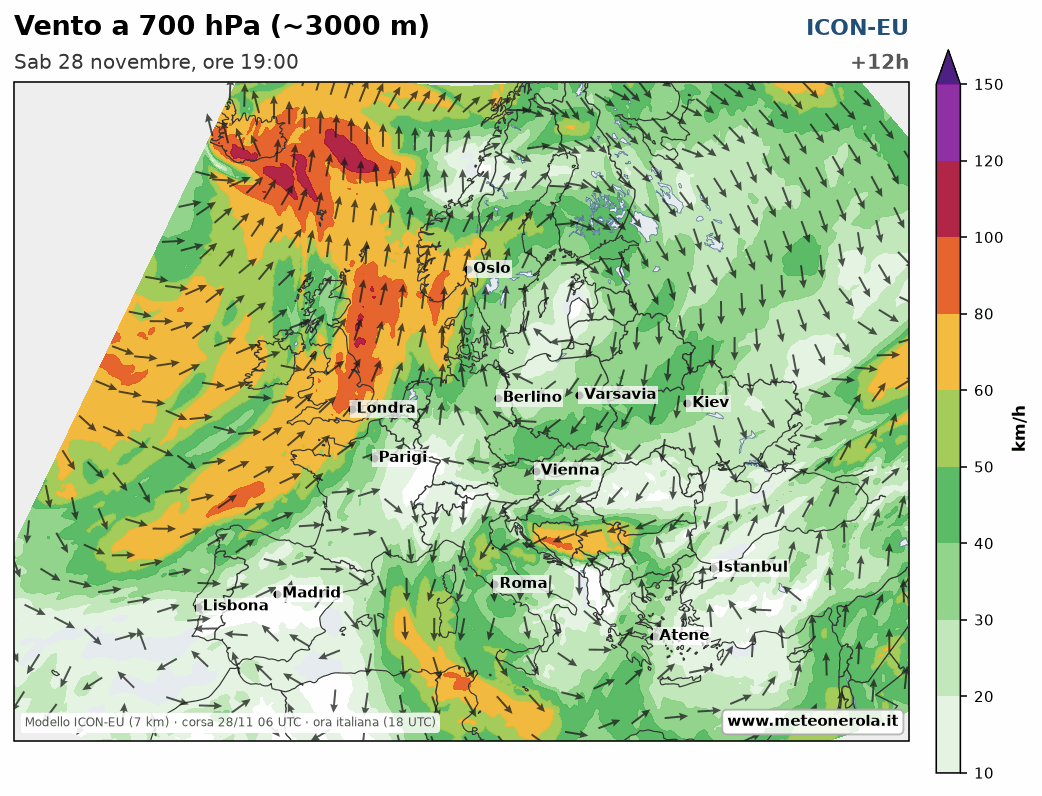 Vento a 700 hPa (~3000 m)
ICON-EU
Sab 28 novembre, ore 19:00
+12h
150
120
100
80
60
50
40
30
20
10
km/h
Oslo
Berlino
Varsavia
Kiev
Londra
Parigi
Vienna
Istanbul
Roma
Madrid
Lisbona
Atene
Modello ICON-EU (7 km) · corsa 28/11 06 UTC · ora italiana (18 UTC)
www.meteonerola.it